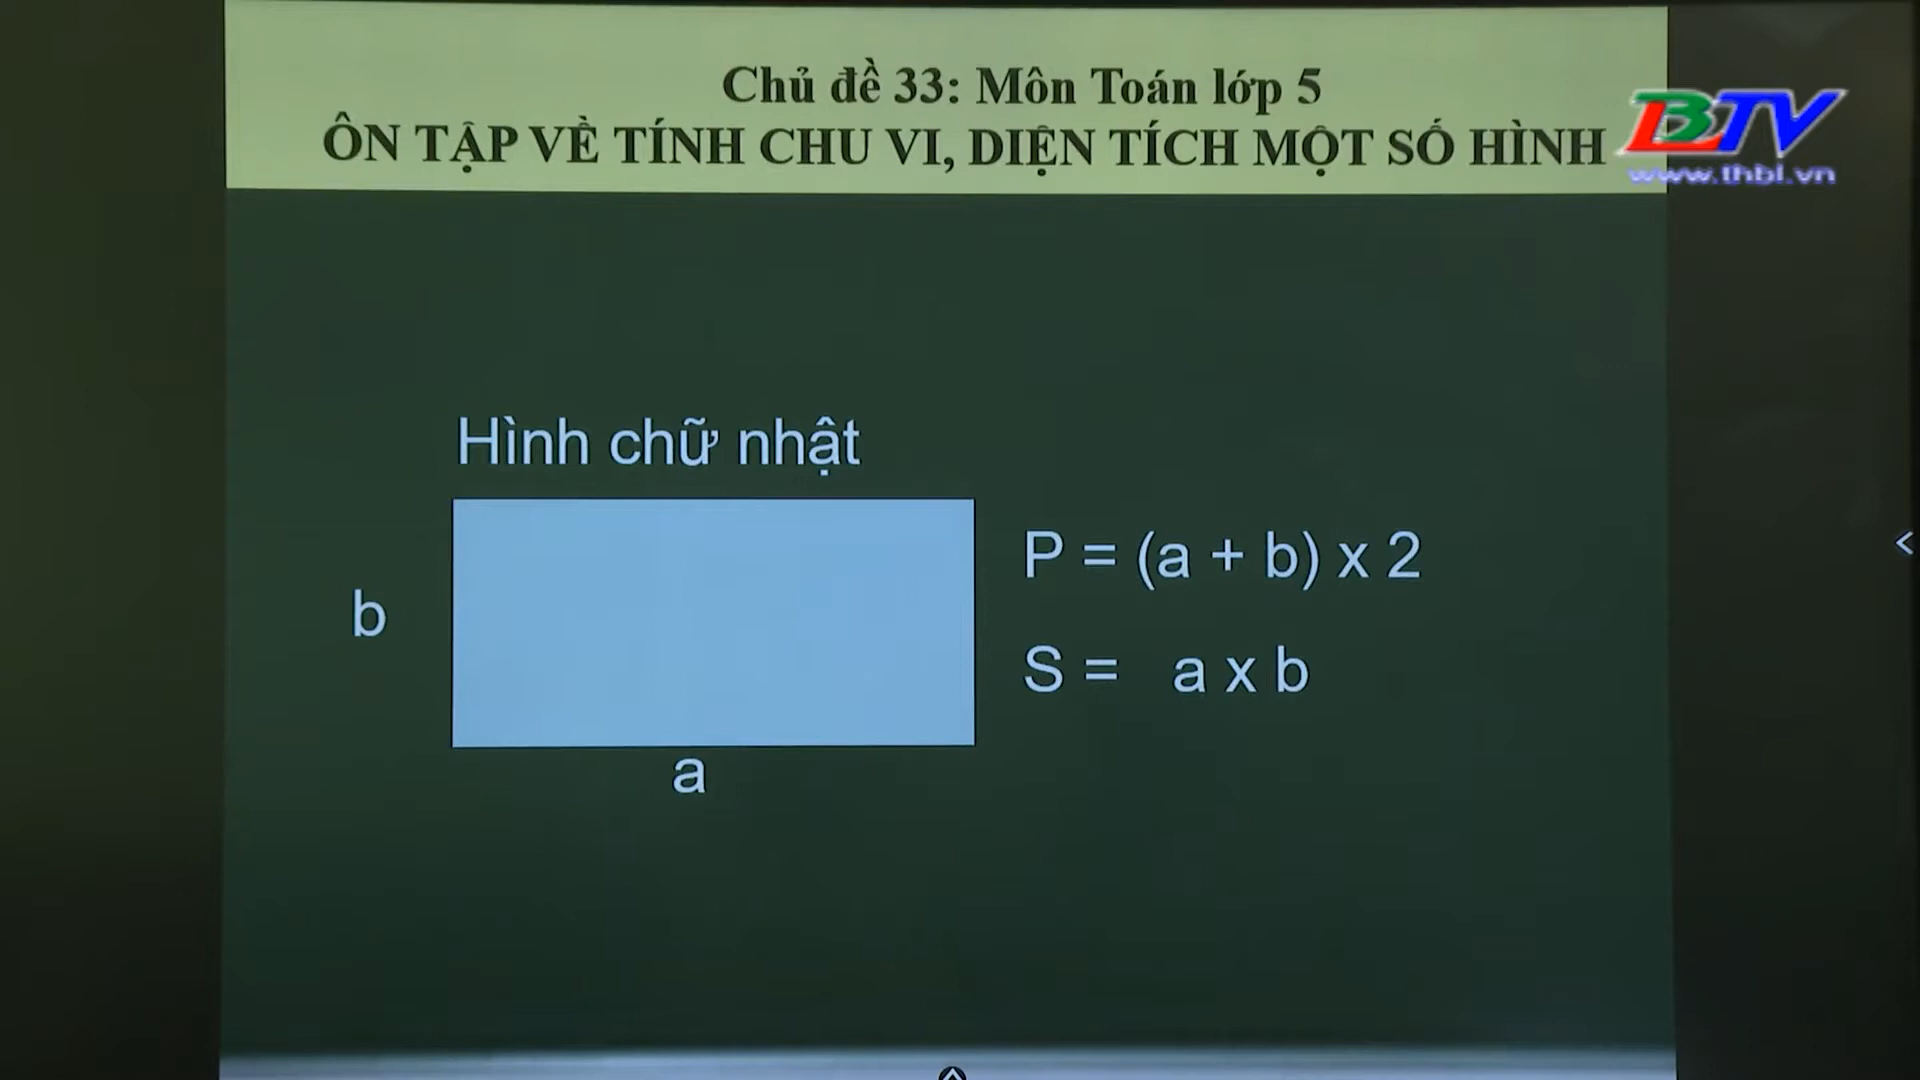 Chủ đề 33: Môn Toán lớp 5
ÔN TẬP VỀ TÍNH CHU VI, DIỆN TÍCH MỘT SỐ HÌNH
BTV
www.thbl.vn
Hình chữ nhật
P = (a + b) x 2
b
S = a x b
a